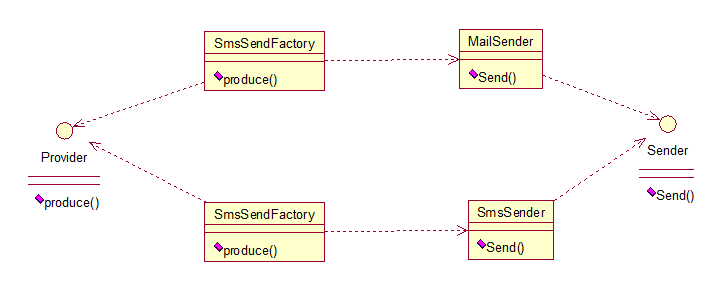 SmsSendFactory
produce()
MailSender
Send()
Provider
produce()
Sender
Send()
SmsSendFactory
produce()
SmsSender
Send()